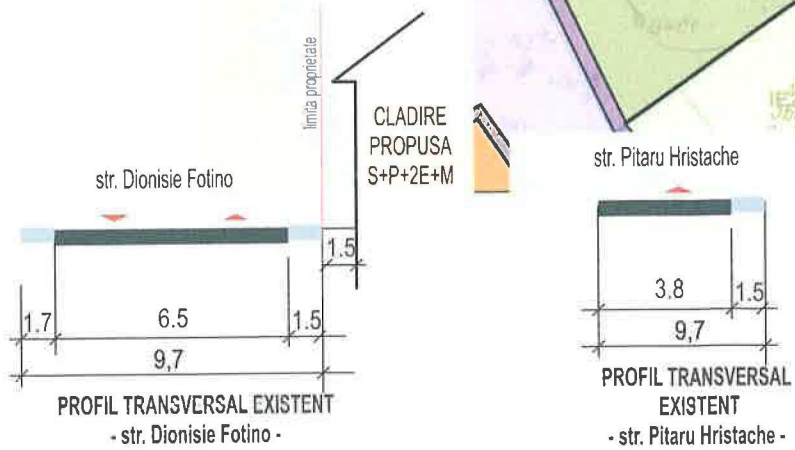 limita proprietate
CLADIRE
PROPUSA
S+P+2E+M
str. Dionisie Fotino
1.5
1.7
6.5
1.5
9,7
PROFIL TRANSVERSAL EXISTENT
- str. Dionisie Fotino -
str. Pitaru Hristache
3.8
1.5
9,7
PROFIL TRANSVERSAL
EXISTENT
- str. Pitaru Hristache -